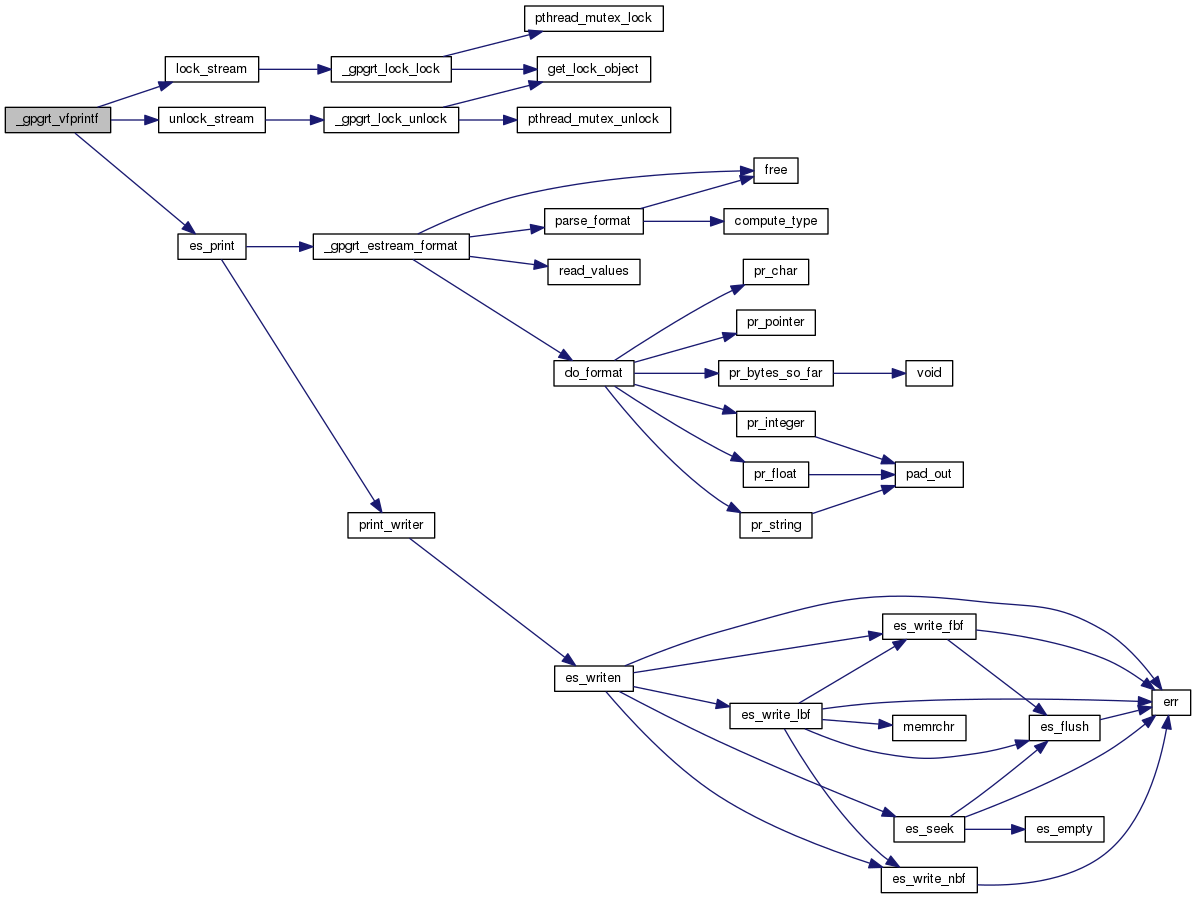 pthread_mutex_lock
lock_stream
_gpgrt_lock_lock
get_lock_object
_gpgrt_vfprintf
unlock_stream
_gpgrt_lock_unlock
pthread_mutex_unlock
free
parse_format
compute_type
es_print
_gpgrt_estream_format
read_values
pr_char
pr_pointer
do_format
pr_bytes_so_far
void
pr_integer
pr_float
pad_out
print_writer
pr_string
es_write_fbf
es_writen
err
es_write_lbf
memrchr
es_flush
es_seek
es_empty
es_write_nbf